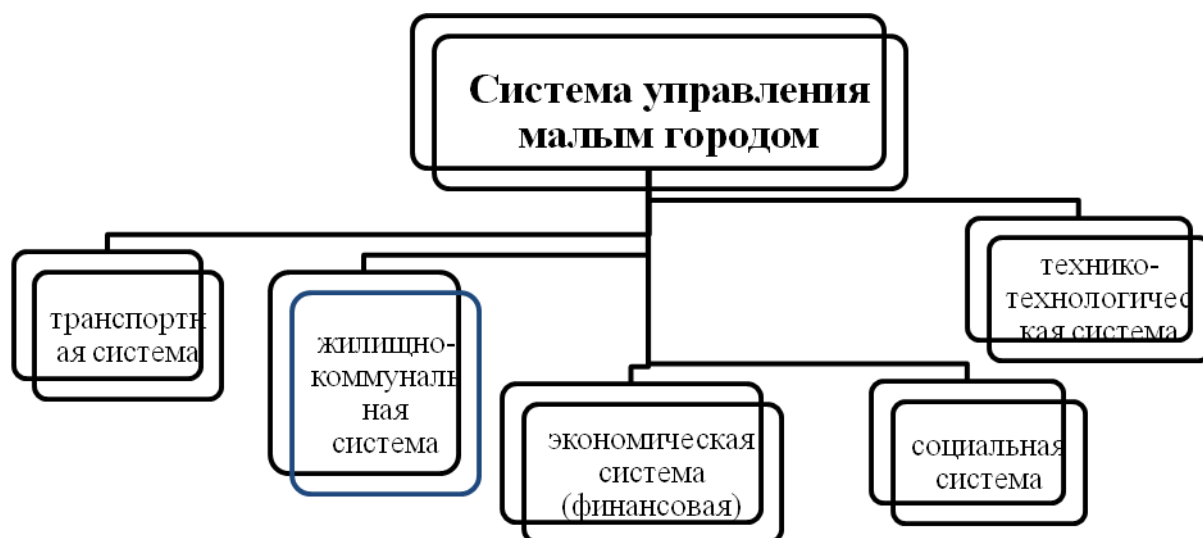 Система управления
малым городом
транспортн
ая система
жилищно-
коммуналь
ная
система
экономическая
система
(финансовая)
социальная
система
технико-
технологичес
кая система